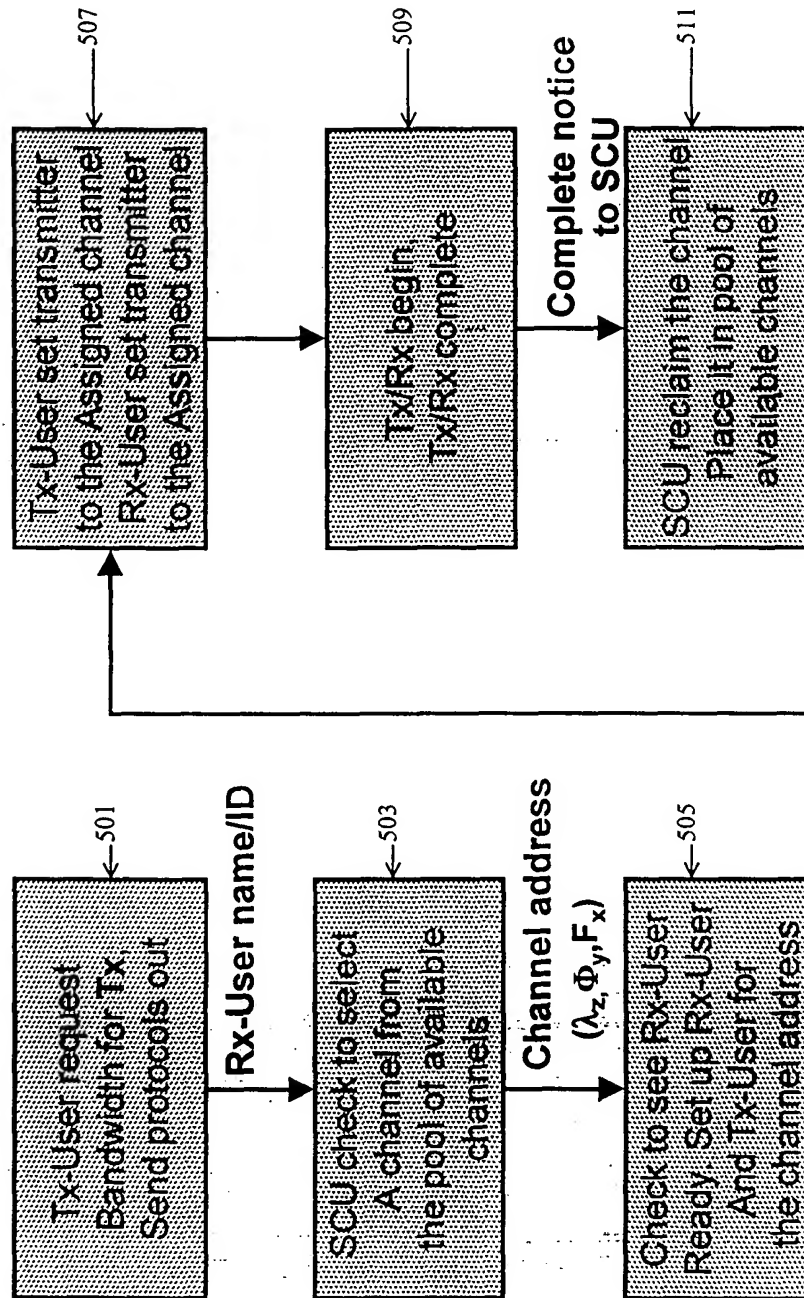 501
Tx-User request
Bandwidth for Tx,
Send protocols out
Rx-User name/ID
503
SCU check to select
A channel from
the pool of available
channels
Channel address
(λz, Φy, Fx)
505
Check to see Rx-User
Ready. Set up Rx-User
And Tx-User for
the channel address
507
Tx-User set transmitter
to the Assigned channel
Rx-User set transmitter
to the Assigned channel
509
Tx/Rx begin,
Tx/Rx complete
Complete notice
to SCU
511
SCU reclaim the channel
Place it in pool of
available channels